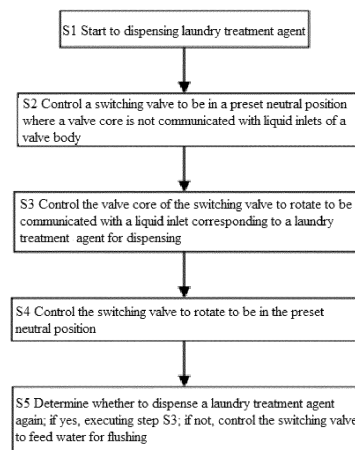 S1 Start to dispensing laundry treatment agent
S2 Control a switching valve to be in a preset neutral position
where a valve core is not communicated with liquid inlets of a
valve body
S3 Control the valve core of the switching valve to rotate to be
communicated with a liquid inlet corresponding to a laundry
treatment agent for dispensing
S4 Control the switching valve to rotate to be in the preset
neutral position
S5 Determine whether to dispense a laundry treatment agent
again; if yes, executing step S3; if not, control the switching valve
to feed water for flushing